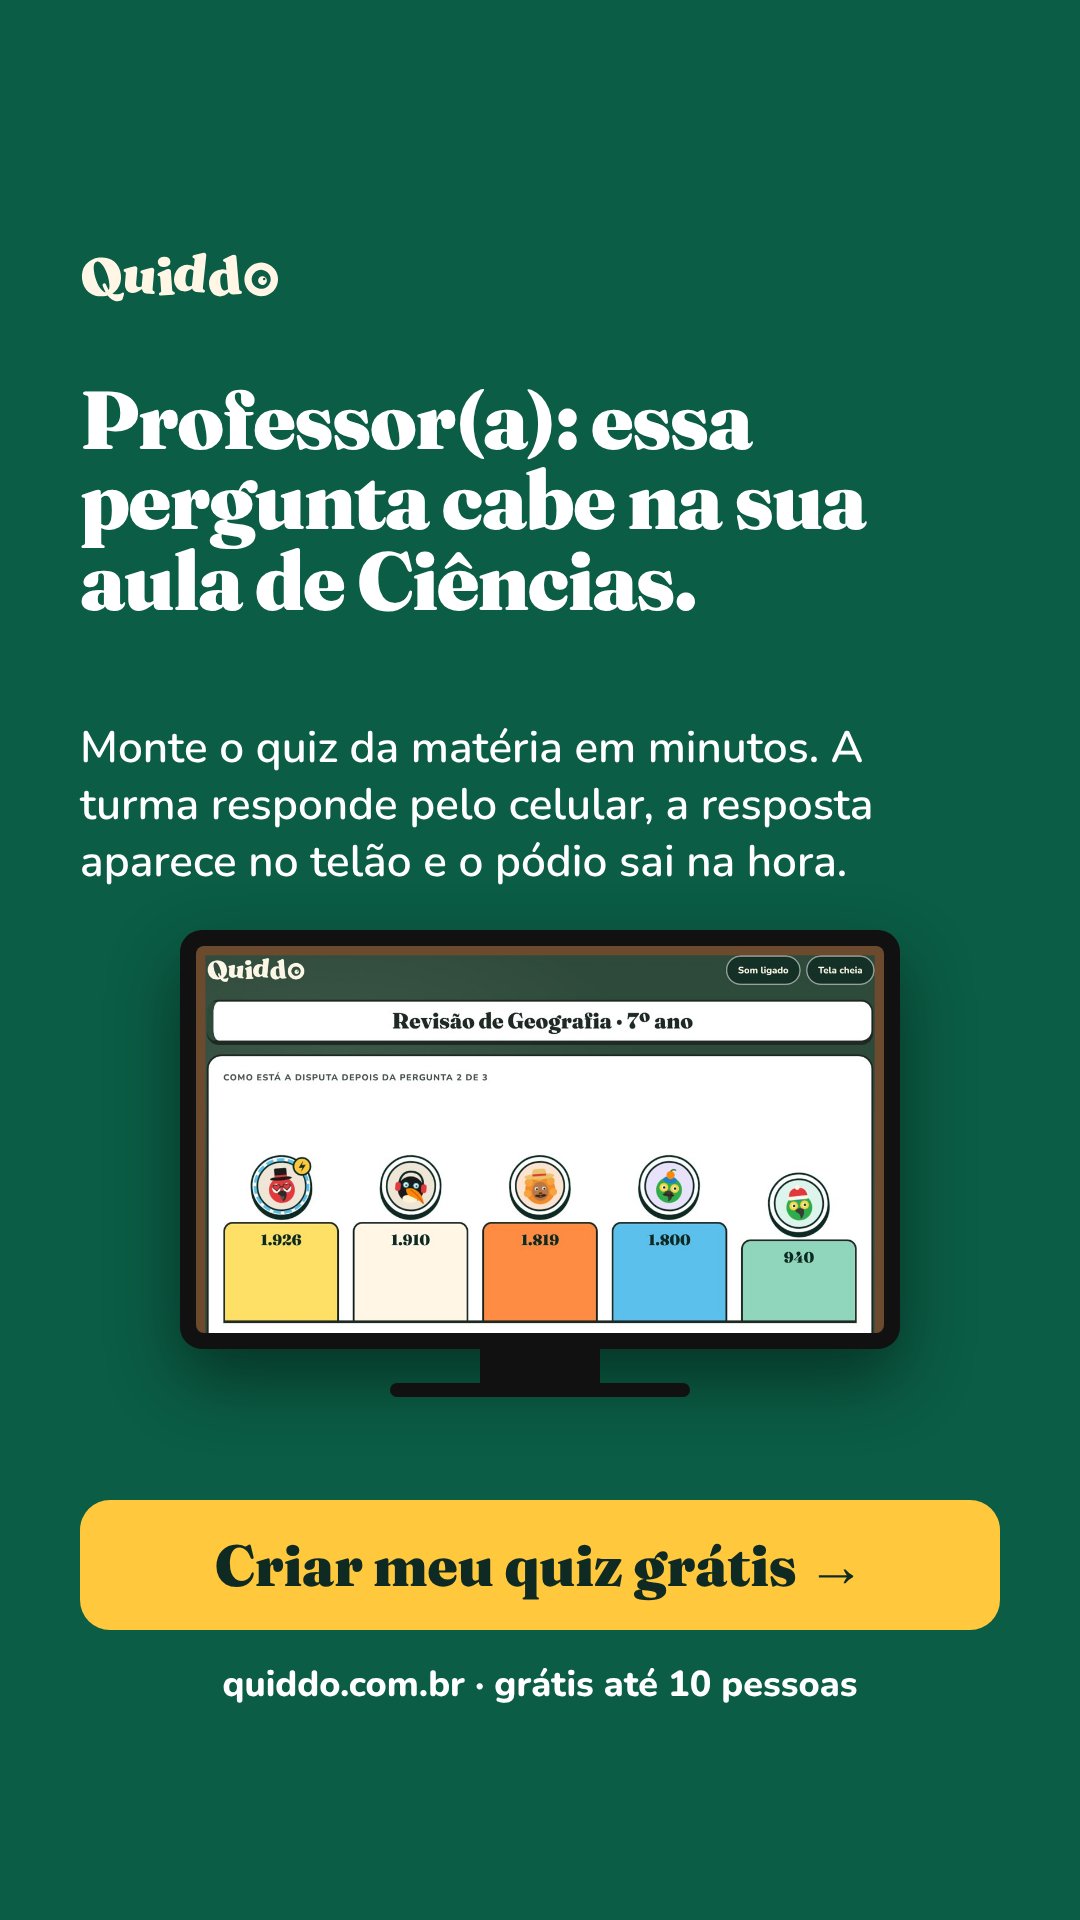 Quiddo
Professor(a): essa
pergunta cabe na sua
aula de Ciências.
Monte o quiz da matéria em minutos. A
turma responde pelo celular, a resposta
aparece no telão e o pódio sai na hora.
Quiddo
Som ligado
Tela cheia
Revisão de Geografia · 7º ano
COMO ESTÁ A DISPUTA DEPOIS DA PERGUNTA 2 DE 3
1.926
1.910
1.819
1.800
940
Criar meu quiz grátis →
quiddo.com.br · grátis até 10 pessoas